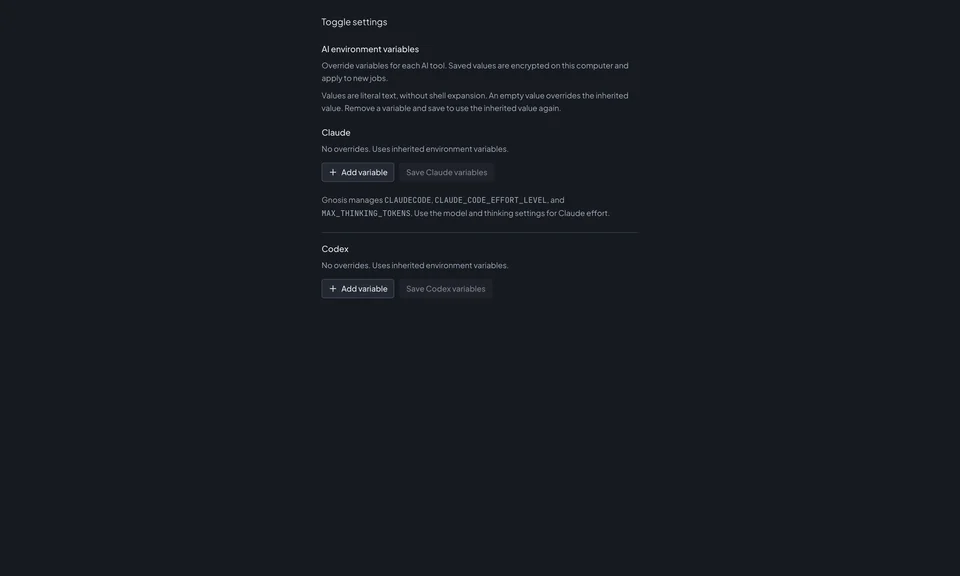 Toggle settings
AI environment variables
Override variables for each AI tool. Saved values are encrypted on this computer and
apply to new jobs.
Values are literal text, without shell expansion. An empty value overrides the inherited
value. Remove a variable and save to use the inherited value again.
Claude
No overrides. Uses inherited environment variables.
+ Add variable Save Claude variables
Gnosis manages CLAUDECODE, CLAUDE_CODE_EFFORT_LEVEL, and
MAX_THINKING_TOKENS. Use the model and thinking settings for Claude effort.
Codex
No overrides. Uses inherited environment variables.
+ Add variable Save Codex variables